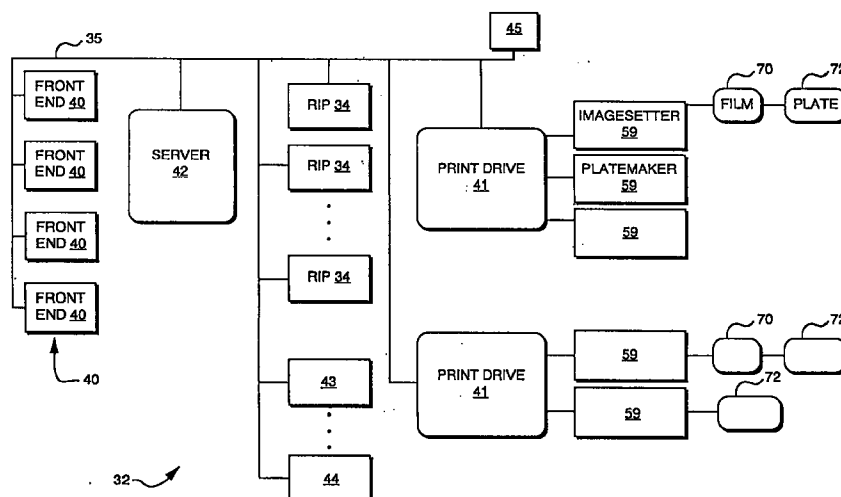 35
45
FRONT
END 40
FRONT
END 40
FRONT
END 40
FRONT
END 40
40
32
SERVER
42
RIP 34
RIP 34
RIP 34
43
44
PRINT DRIVE
41
IMAGESETTER
59
PLATEMAKER
59
59
70
FILM
72
PLATE
PRINT DRIVE
41
59
59
70
72
72